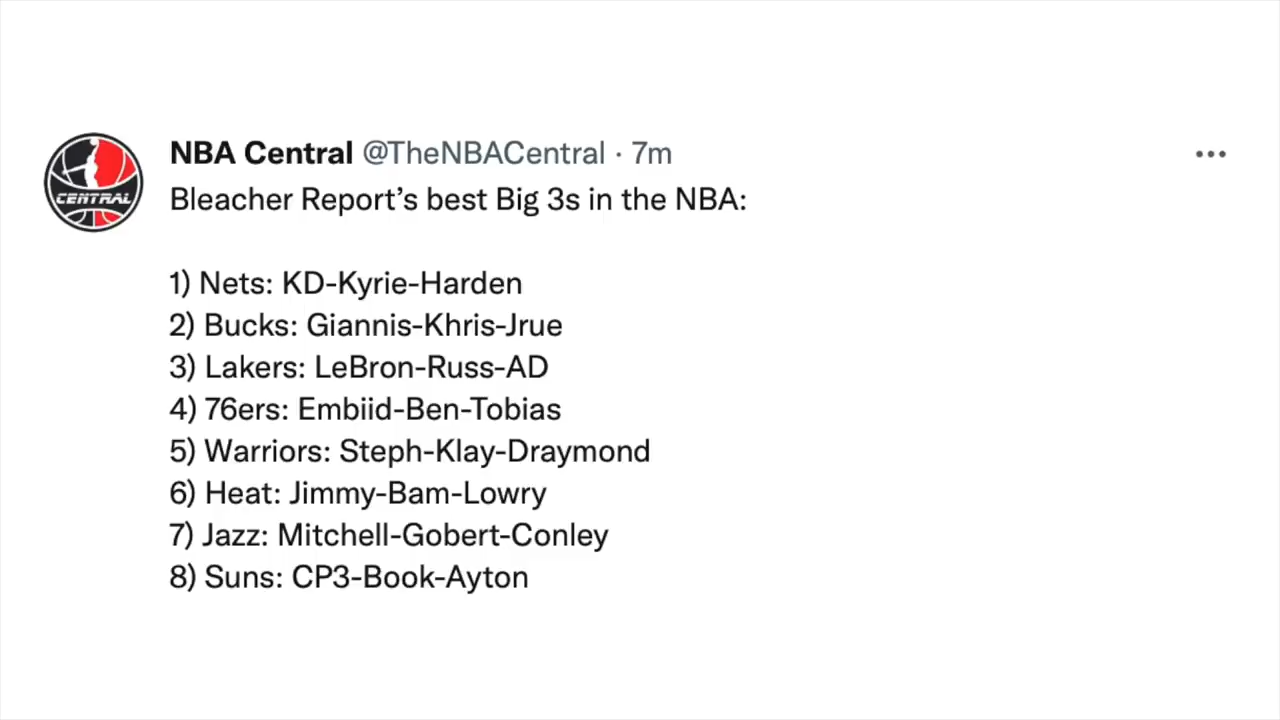 NBA Central @TheNBACentral · 7m
Bleacher Report’s best Big 3s in the NBA:
CENTRAL
1) Nets: KD-Kyrie-Harden
2) Bucks: Giannis-Khris-Jrue
3) Lakers: LeBron-Russ-AD
4) 76ers: Embiid-Ben-Tobias
5) Warriors: Steph-Klay-Draymond
6) Heat: Jimmy-Bam-Lowry
7) Jazz: Mitchell-Gobert-Conley
8) Suns: CP3-Book-Ayton